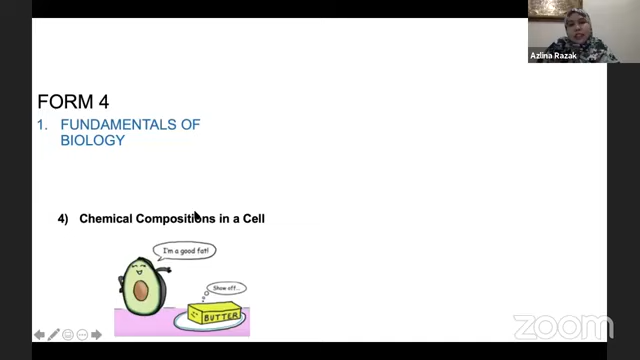 Azlina Razak
FORM 4
1. FUNDAMENTALS OF
BIOLOGY
4) Chemical Compositions in a Cell
I'm a good fat!
Show off...
BUTTER
zoom